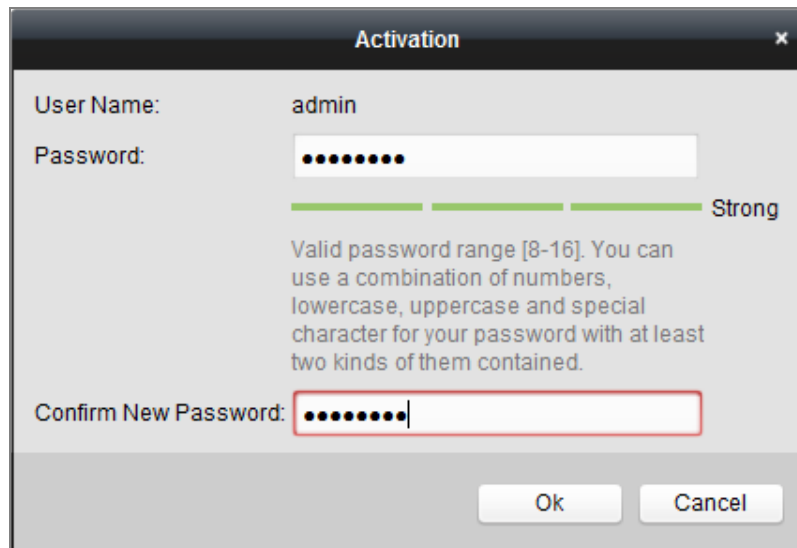 Activation ×
User Name: admin
Password: ●●●●●●●●
Strong
Valid password range [8-16]. You can
use a combination of numbers,
lowercase, uppercase and special
character for your password with at least
two kinds of them contained.
Confirm New Password: ●●●●●●●●
Ok Cancel